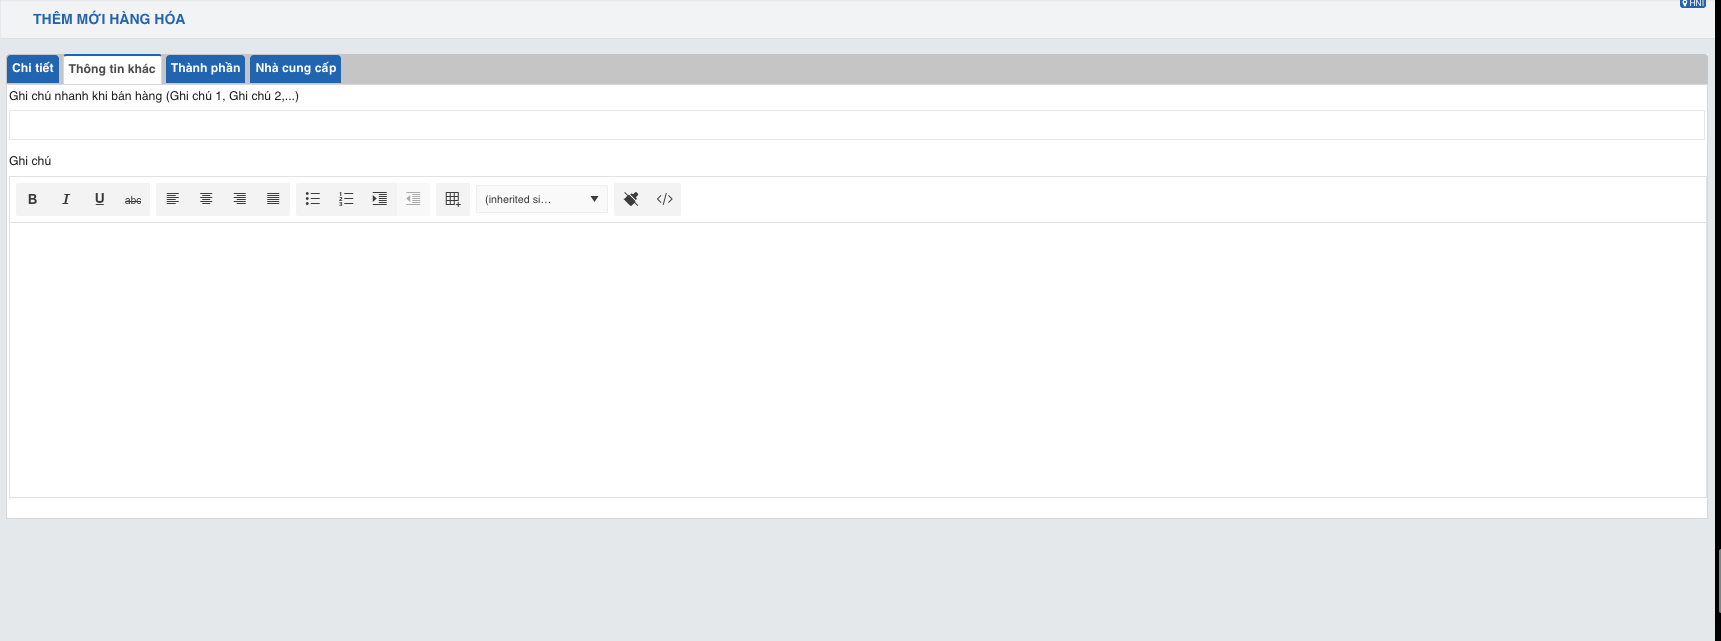 HNI
THÊM MỚI HÀNG HÓA
Chi tiết Thông tin khác Thành phần Nhà cung cấp
Ghi chú nhanh khi bán hàng (Ghi chú 1, Ghi chú 2,...)
Ghi chú
B I U abc (inherited si... </>